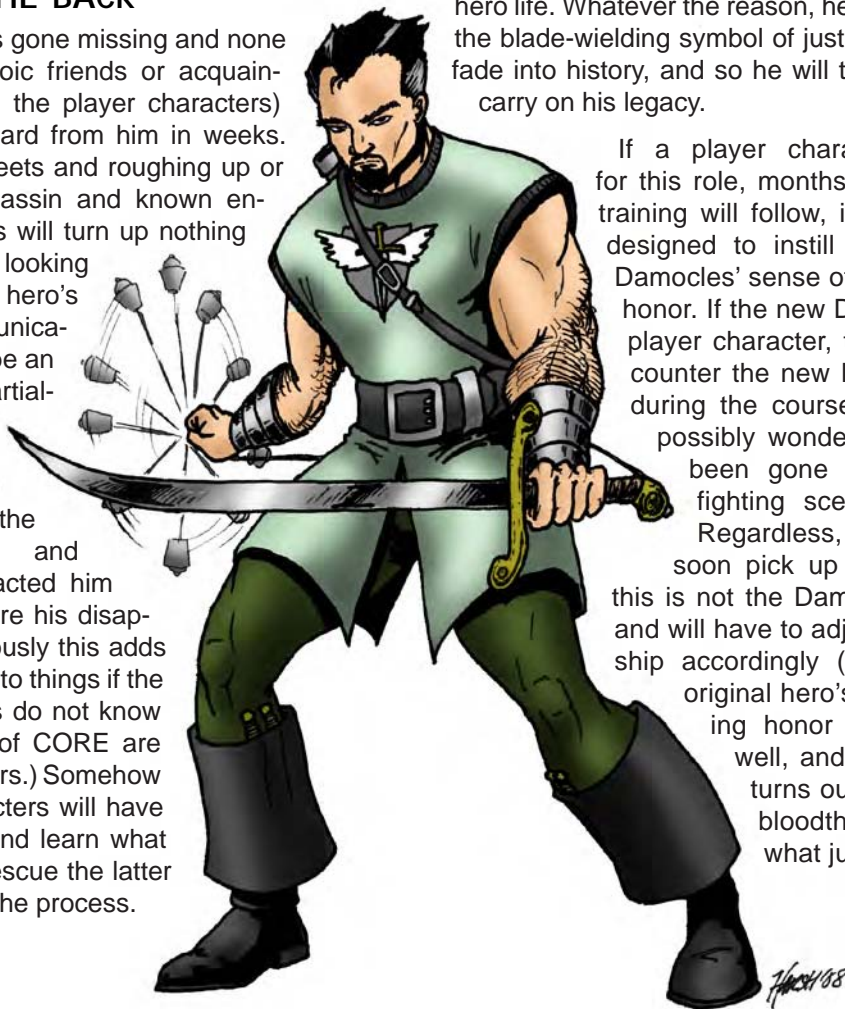 THE BACK
s gone missing and none
oic friends or acquain-
the player characters)
ard from him in weeks.
eets and roughing up or
assin and known en-
s will turn up nothing
looking
hero's
unica-
be an
artial-
the
and
acted him
re his disap-
ously this adds
to things if the
s do not know
of CORE are
rs.) Somehow
cters will have
nd learn what
escue the latter
he process.
hero life. Whatever the reason, he
the blade-wielding symbol of just
fade into history, and so he will t
carry on his legacy.
If a player chara
for this role, months
training will follow, i
designed to instill
Damocles' sense of
honor. If the new D
player character, t
counter the new
during the course
possibly wonde
been gone
fighting sce
Regardless,
soon pick up
this is not the Dam
and will have to adj
ship accordingly (
original hero's
ing honor
well, and
turns ou
bloodth
what ju